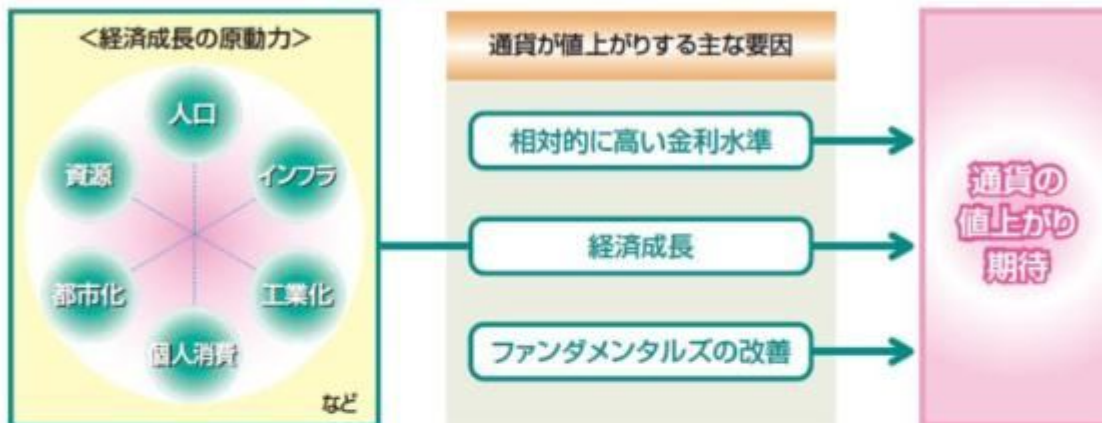 ＜経済成長の原動力＞
人口
資源
インフラ
都市化
工業化
個人消費
など
通貨が値上がりする主な要因
相対的に高い金利水準
経済成長
ファンダメンタルズの改善
通貨の
値上がり
期待